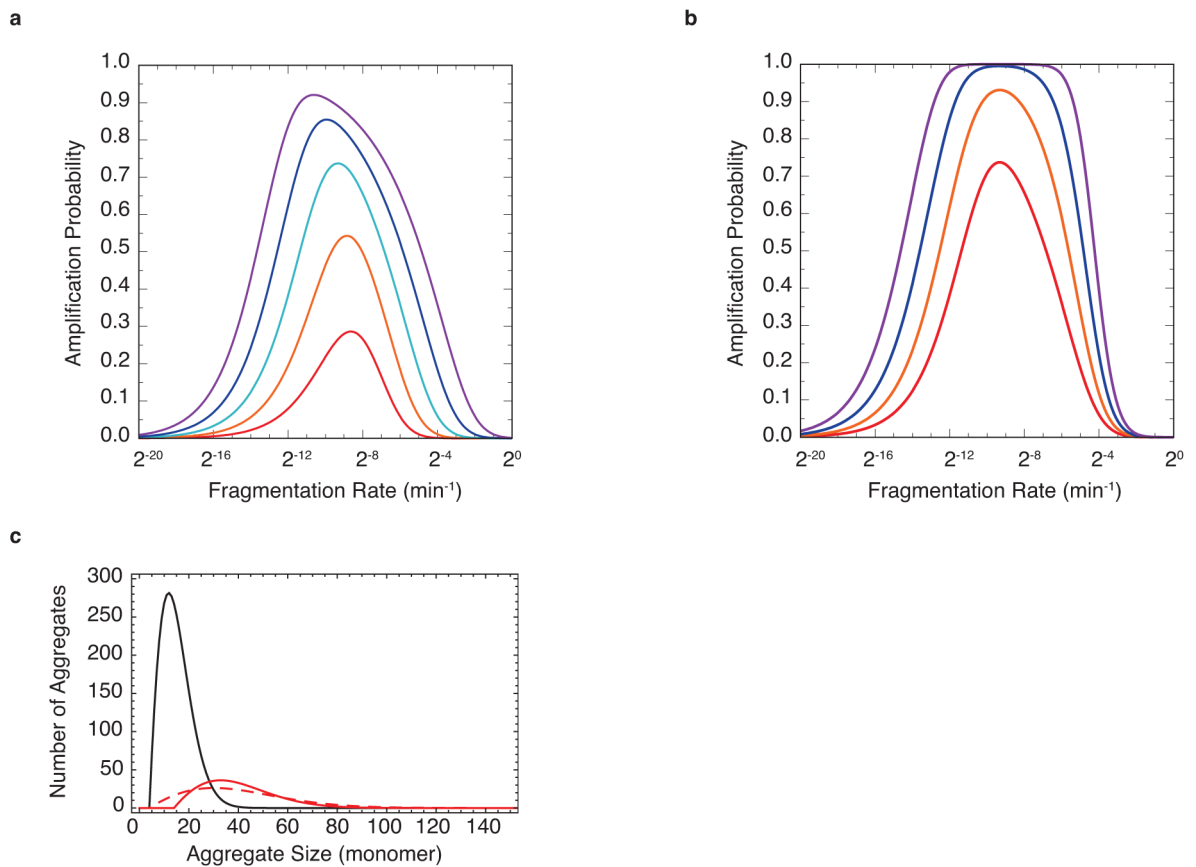 a
1.0
0.9
0.8
0.7
0.6
0.5
0.4
0.3
0.2
0.1
0.0
Amplification Probability
2-20 2-16 2-12 2-8 2-4 20
Fragmentation Rate (min-1)
b
1.0
0.9
0.8
0.7
0.6
0.5
0.4
0.3
0.2
0.1
0.0
Amplification Probability
2-20 2-16 2-12 2-8 2-4 20
Fragmentation Rate (min-1)
c
300
250
200
150
100
50
0
Number of Aggregates
0 20 40 60 80 100 120 140
Aggregate Size (monomer)